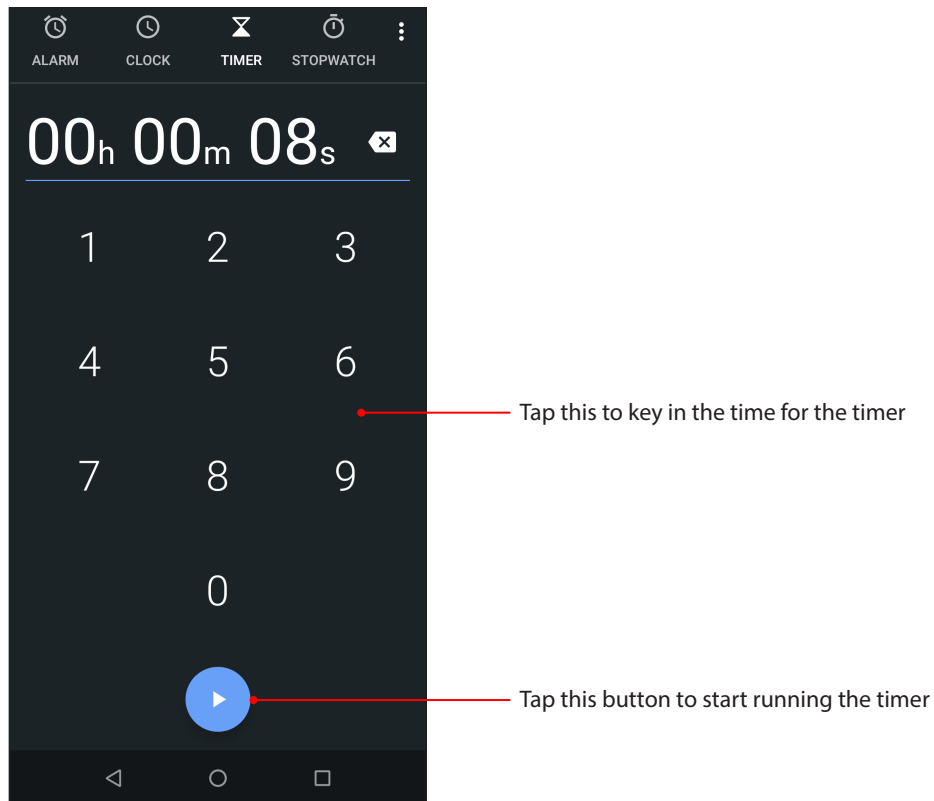 ALARM CLOCK TIMER STOPWATCH
00h 00m 08s
1 2 3
4 5 6
Tap this to key in the time for the timer
7 8 9
0
Tap this button to start running the timer